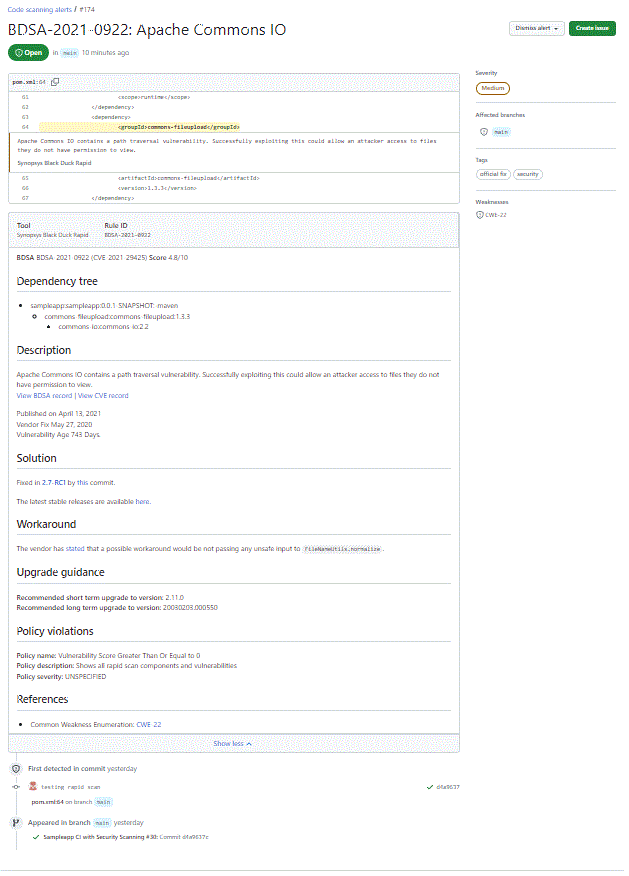 Code scanning alerts / #174
BDSA-2021-0922: Apache Commons IO
Dismiss alert
Create issue
Open in main 10 minutes ago
pom.xml:64
61 <scope>runtime</scope>
62 </dependency>
63 <dependency>
64 <groupId>commons-fileupload</groupId>
Apache Commons IO contains a path traversal vulnerability. Successfully exploiting this could allow an attacker access to files
they do not have permission to view.
Synopsys Black Duck Rapid
65 <artifactId>commons-fileupload</artifactId>
66 <version>1.3.3</version>
67 </dependency>
Severity
Medium
Affected branches
main
Tags
official fix security
Weaknesses
CWE-22
Tool Rule ID
Synopsys Black Duck Rapid BDSA-2021-0922
BDSA BDSA-2021-0922 (CVE-2021-29425) Score 4.8/10
Dependency tree
sampleapp:sampleapp:0.0.1-SNAPSHOT:maven
commons-fileupload:commons-fileupload:1.3.3
commons-io:commons-io:2.2
Description
Apache Commons IO contains a path traversal vulnerability. Successfully exploiting this could allow an attacker access to files they do not
have permission to view.
View BDSA record | View CVE record
Published on April 13, 2021
Vendor Fix May 27, 2020
Vulnerability Age 743 Days.
Solution
Fixed in 2.7-RC1 by this commit.
The latest stable releases are available here.
Workaround
The vendor has stated that a possible workaround would be not passing any unsafe input to FileNameUtils.normalize.
Upgrade guidance
Recommended short term upgrade to version: 2.11.0
Recommended long term upgrade to version: 20030203.000550
Policy violations
Policy name: Vulnerability Score Greater Than Or Equal to 0
Policy description: Shows all rapid scan components and vulnerabilities
Policy severity: UNSPECIFIED
References
Common Weakness Enumeration: CWE-22
Show less
First detected in commit yesterday
testing rapid scan d4a9637
pom.xml:64 on branch main
Appeared in branch main yesterday
Sampleapp CI with Security Scanning #30: Commit d4a9637c